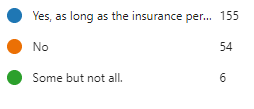 Yes, as long as the insurance per... 155
No 54
Some but not all. 6